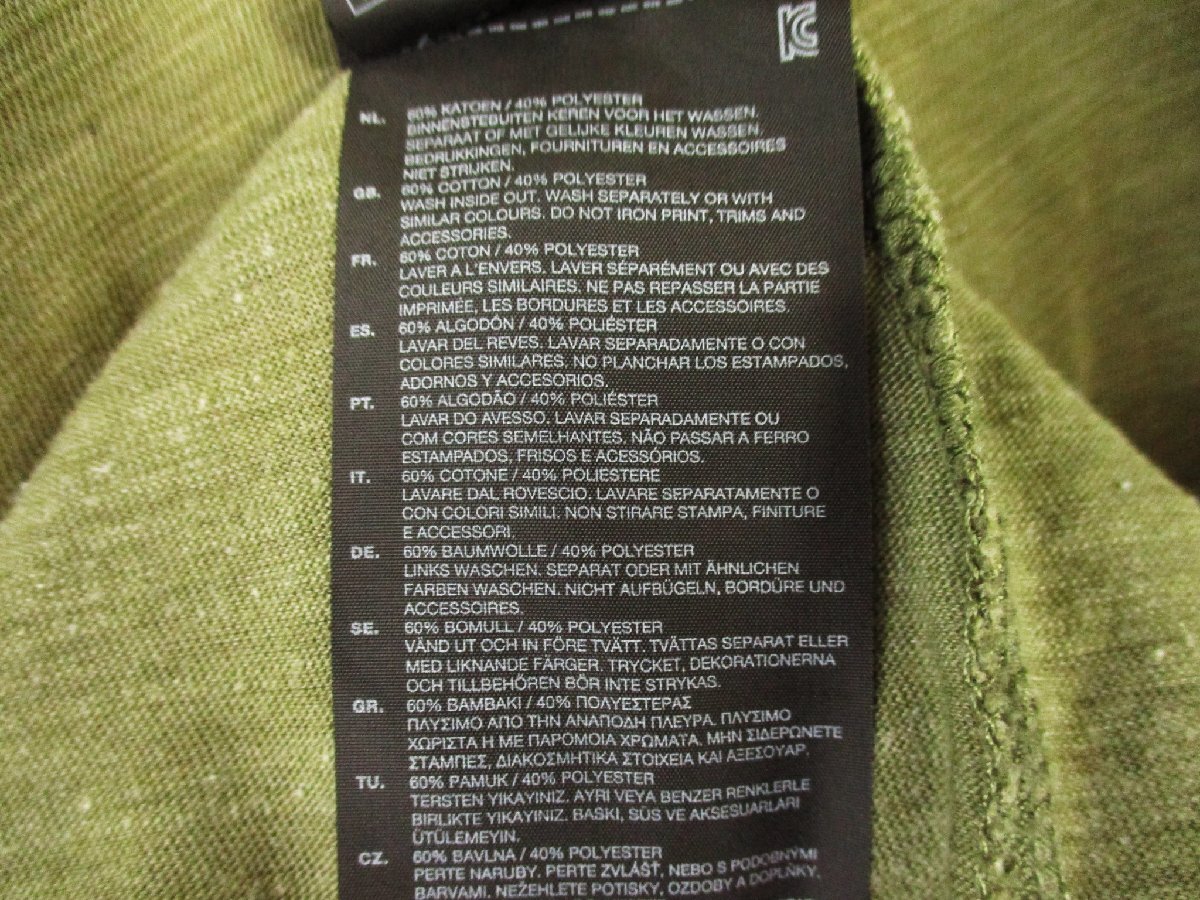 NL. 60% KATOEN / 40% POLYESTER
BINNENSTEBUITEN KEREN VOOR HET WASSEN.
SEPARAAT OF MET GELIJKE KLEUREN WASSEN.
BEDRUKKINGEN, FOURNITUREN EN ACCESSOIRES
NIET STRIJKEN.
GB. 60% COTTON / 40% POLYESTER
WASH INSIDE OUT. WASH SEPARATELY OR WITH
SIMILAR COLOURS. DO NOT IRON PRINT, TRIMS AND
ACCESSORIES.
FR. 60% COTON / 40% POLYESTER
LAVER A L'ENVERS. LAVER SÉPARÉMENT OU AVEC DES
COULEURS SIMILAIRES. NE PAS REPASSER LA PARTIE
IMPRIMÉE, LES BORDURES ET LES ACCESSOIRES.
ES. 60% ALGODÓN / 40% POLIÉSTER
LAVAR DEL REVES. LAVAR SEPARADAMENTE O CON
COLORES SIMILARES. NO PLANCHAR LOS ESTAMPADOS,
ADORNOS Y ACCESORIOS.
PT. 60% ALGODÃO / 40% POLIÉSTER
LAVAR DO AVESSO. LAVAR SEPARADAMENTE OU
COM CORES SEMELHANTES. NÃO PASSAR A FERRO
ESTAMPADOS, FRISOS E ACESSÓRIOS.
IT. 60% COTONE / 40% POLIESTERE
LAVARE DAL ROVESCIO. LAVARE SEPARATAMENTE O
CON COLORI SIMILI. NON STIRARE STAMPA, FINITURE
E ACCESSORI.
DE. 60% BAUMWOLLE / 40% POLYESTER
LINKS WASCHEN. SEPARAT ODER MIT ÄHNLICHEN
FARBEN WASCHEN. NICHT AUFBÜGELN, BORDÜRE UND
ACCESSOIRES.
SE. 60% BOMULL / 40% POLYESTER
VÄND UT OCH IN FÖRE TVÄTT. TVÄTTAS SEPARAT ELLER
MED LIKNANDE FÄRGER. TRYCKET, DEKORATIONERNA
OCH TILLBEHÖREN BÖR INTE STRYKAS.
GR. 60% ΒΑΜΒΑΚΙ / 40% ΠΟΛΥΕΣΤΕΡΑΣ
ΠΛΥΣΙΜΟ ΑΠΟ ΤΗΝ ΑΝΑΠΟΔΗ ΠΛΕΥΡΑ. ΠΛΥΣΙΜΟ
ΧΩΡΙΣΤΑ Η ΜΕ ΠΑΡΟΜΟΙΑ ΧΡΩΜΑΤΑ. ΜΗΝ ΣΙΔΕΡΩΝΕΤΕ
ΣΤΑΜΠΕΣ, ΔΙΑΚΟΣΜΗΤΙΚΑ ΣΤΟΙΧΕΙΑ ΚΑΙ ΑΞΕΣΟΥΑΡ.
TU. 60% PAMUK / 40% POLYESTER
TERSTEN YIKAYINIZ. AYRI VEYA BENZER RENKLERLE
BIRLIKTE YIKAYINIZ. BASKI, SÜS VE AKSESUARLARI
ÜTÜLEMEYIN.
CZ. 60% BAVLNA / 40% POLYESTER
PERTE NARUBY. PERTE ZVLÁŠŤ, NEBO S PODOBNÝMI
BARVAMI. NEŽEHLETE POTISKY, OZDOBY A DOPLŇKY.